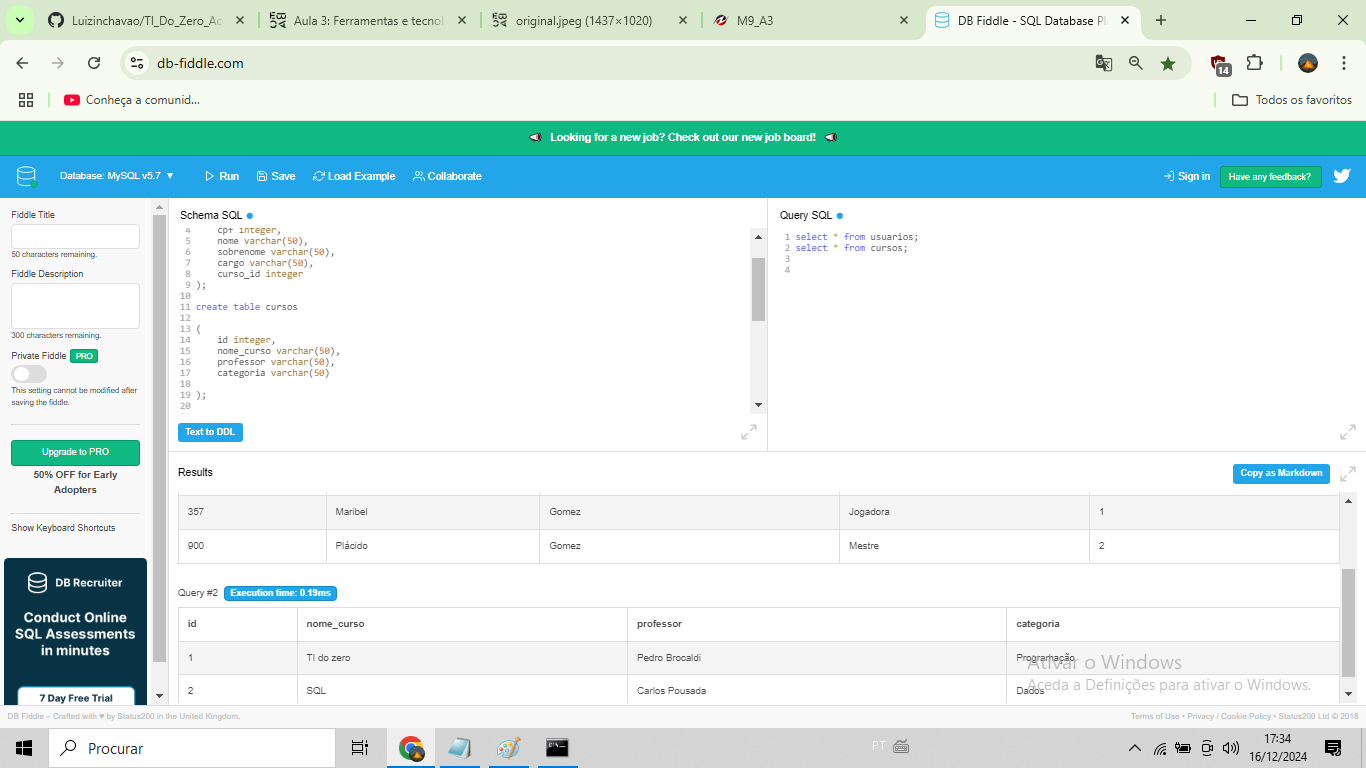 Luizinchavao/TI_Do_Zero_Ao
Aula 3: Ferramentas e tecnol
original.jpeg (1437×1020)
M9_A3
DB Fiddle - SQL Database Pl
db-fiddle.com
14
Conheça a comunid...
Todos os favoritos
Looking for a new job? Check out our new job board!
Database: MySQL v5.7 ▼
Run
Save
Load Example
Collaborate
Sign in
Have any feedback?
Fiddle Title
50 characters remaining.
Fiddle Description
300 characters remaining.
Private Fiddle PRO
This setting cannot be modified after
saving the fiddle.
Upgrade to PRO
50% OFF for Early
Adopters
Show Keyboard Shortcuts
DB Recruiter
Conduct Online
SQL Assessments
in minutes
7 Day Free Trial
Schema SQL
4 cpf integer,
5 nome varchar(50),
6 sobrenome varchar(50),
7 cargo varchar(50),
8 curso_id integer
9 );
10
11 create table cursos
12
13 (
14 id integer,
15 nome_curso varchar(50),
16 professor varchar(50),
17 categoria varchar(50)
18
19 );
20
Text to DDL
Query SQL
1 select * from usuarios;
2 select * from cursos;
3
4
Results
Copy as Markdown
357 Maribel Gomez Jogadora 1
900 Plácido Gomez Mestre 2
Query #2 Execution time: 0.19ms
id nome_curso professor categoria
1 TI do zero Pedro Brocaldi Programação
2 SQL Carlos Pousada Dados
Ativar o Windows
Aceda a Definições para ativar o Windows.
DB Fiddle – Crafted with ♥ by Status200 in the United Kingdom.
Terms of Use • Privacy / Cookie Policy • Status200 Ltd © 2018
Procurar
PT
17:34
16/12/2024